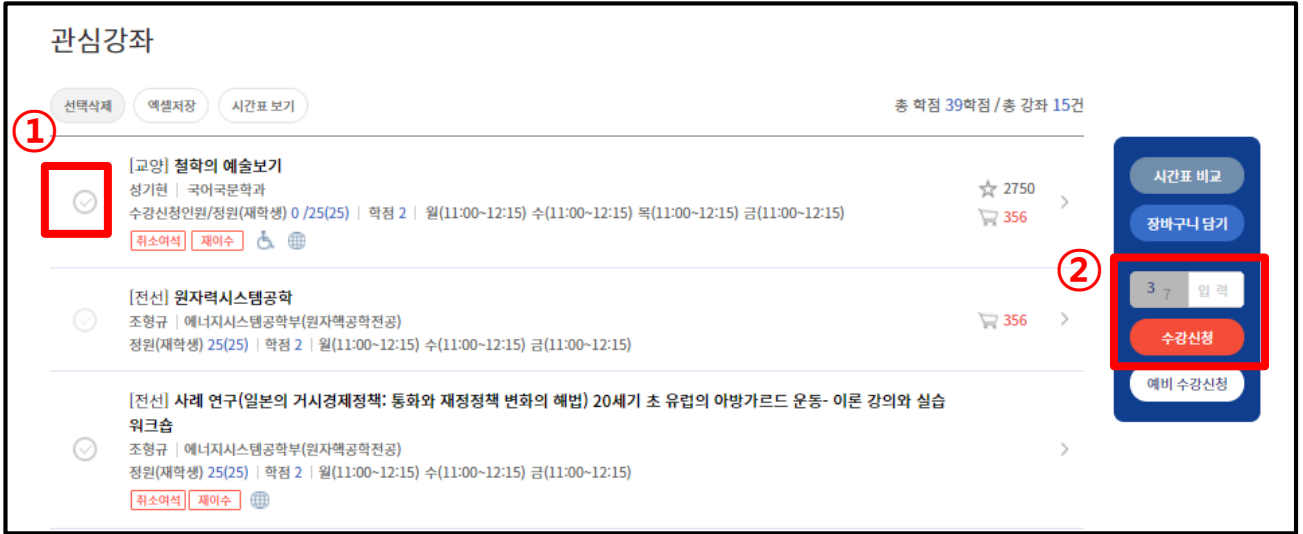 관심강좌
선택삭제 엑셀저장 시간표 보기
총 학점 39학점 / 총 강좌 15건
①
[교양] 철학의 예술보기
성기현 | 국어국문학과
수강신청인원/정원(재학생) 0 /25(25) | 학점 2 | 월(11:00~12:15) 수(11:00~12:15) 목(11:00~12:15) 금(11:00~12:15)
취소여석 재이수
2750
356
[전선] 원자력시스템공학
조형규 | 에너지시스템공학부(원자핵공학전공)
정원(재학생) 25(25) | 학점 2 | 월(11:00~12:15) 수(11:00~12:15) 금(11:00~12:15)
356
[전선] 사례 연구(일본의 거시경제정책: 통화와 재정정책 변화의 해법) 20세기 초 유럽의 아방가르드 운동- 이론 강의와 실습
워크숍
조형규 | 에너지시스템공학부(원자핵공학전공)
정원(재학생) 25(25) | 학점 2 | 월(11:00~12:15) 수(11:00~12:15) 금(11:00~12:15)
취소여석 재이수
시간표 비교
장바구니 담기
②
3 7 입 력
수강신청
예비 수강신청